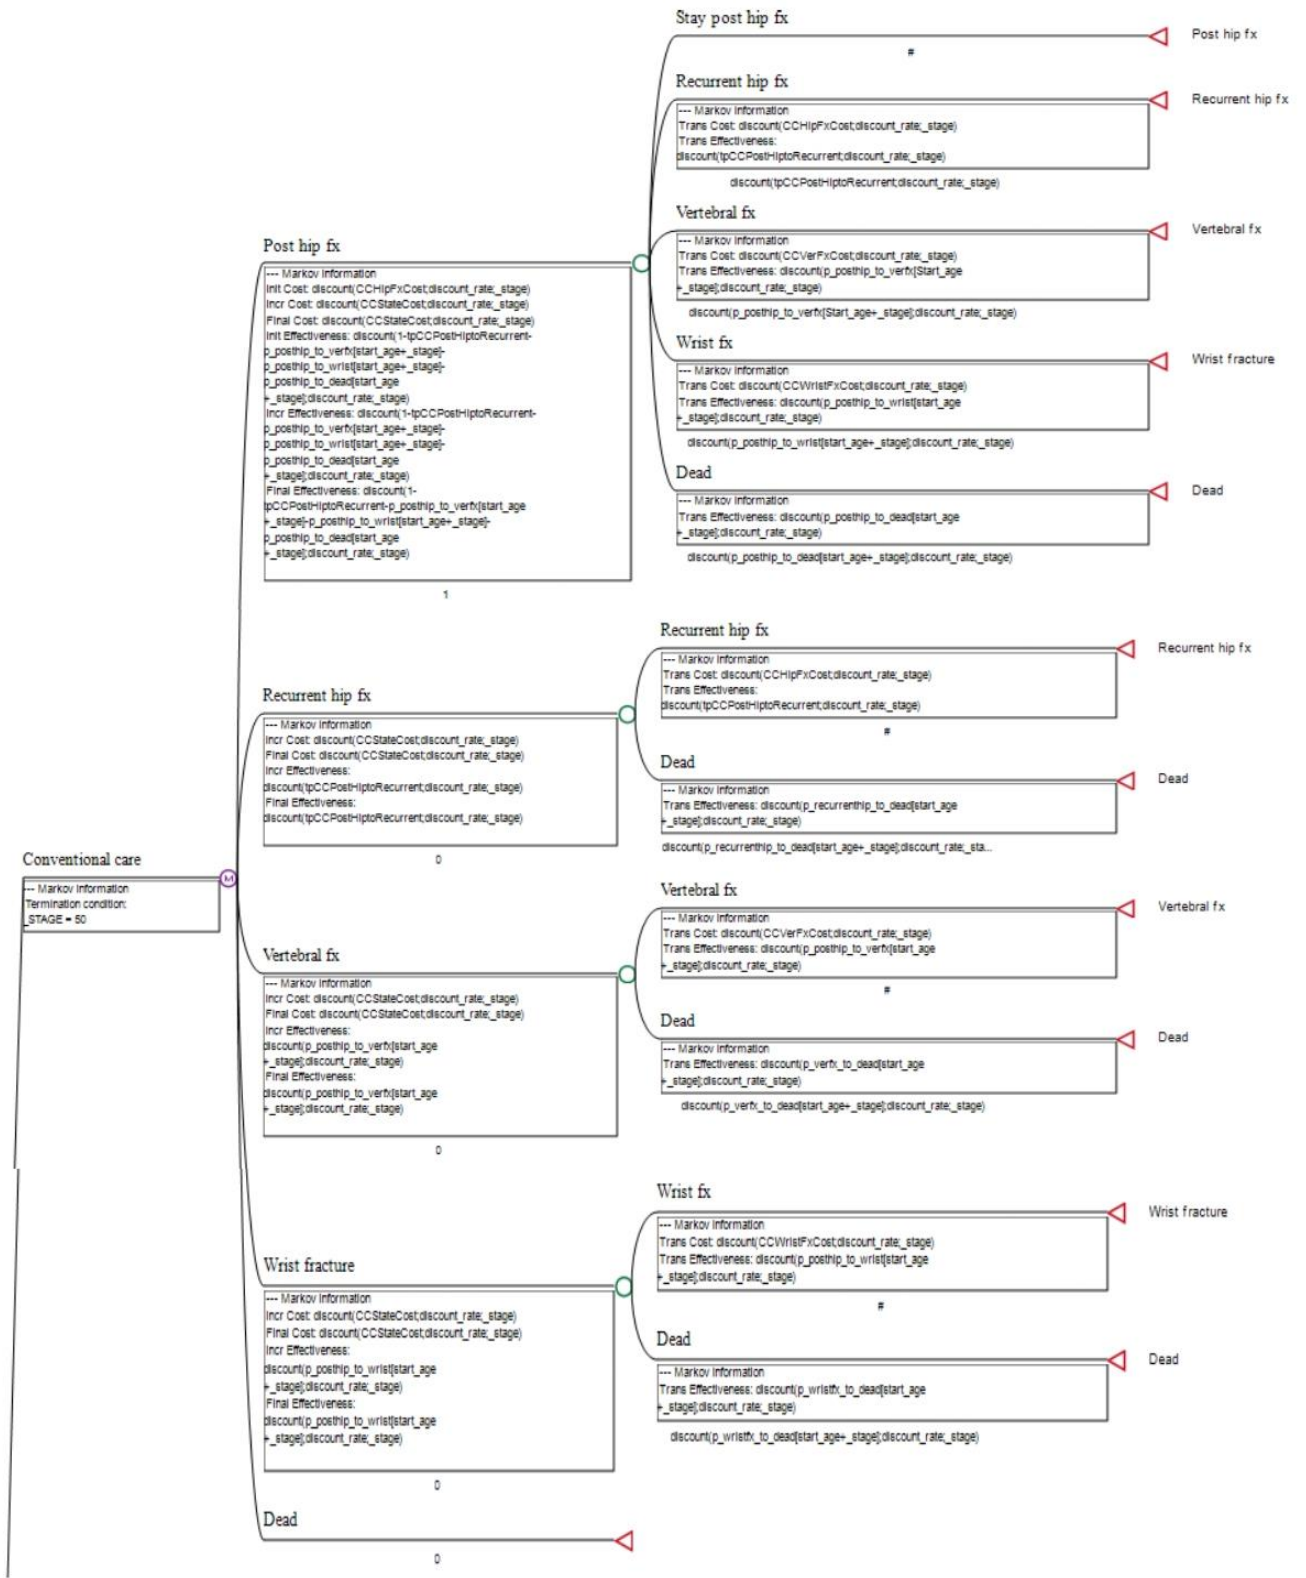 Stay post hip fx
Post hip fx
#
Recurrent hip fx
Recurrent hip fx
--- Markov Information
Trans Cost: discount(CCHipFxCost;discount_rate;_stage)
Trans Effectiveness:
discount(tpCCPostHiptoRecurrent;discount_rate;_stage)
discount(tpCCPostHiptoRecurrent;discount_rate;_stage)
Vertebral fx
Vertebral fx
--- Markov Information
Trans Cost: discount(CCVerFxCost;discount_rate;_stage)
Trans Effectiveness: discount(p_posthip_to_verfx[Start_age
+_stage];discount_rate;_stage)
discount(p_posthip_to_verfx[Start_age+_stage];discount_rate;_stage)
Wrist fx
Wrist fracture
--- Markov Information
Trans Cost: discount(CCWristFxCost;discount_rate;_stage)
Trans Effectiveness: discount(p_posthip_to_wrist[start_age
+_stage];discount_rate;_stage)
discount(p_posthip_to_wrist[start_age+_stage];discount_rate;_stage)
Dead
Dead
--- Markov Information
Trans Effectiveness: discount(p_posthip_to_dead[start_age
+_stage];discount_rate;_stage)
discount(p_posthip_to_dead[start_age+_stage];discount_rate;_stage)
Post hip fx
--- Markov Information
Init Cost: discount(CCHipFxCost;discount_rate;_stage)
Incr Cost: discount(CCStateCost;discount_rate;_stage)
Final Cost: discount(CCStateCost;discount_rate;_stage)
Init Effectiveness: discount(1-tpCCPostHiptoRecurrent-
p_posthip_to_verfx[start_age+_stage]-
p_posthip_to_wrist[start_age+_stage]-
p_posthip_to_dead[start_age
+_stage];discount_rate;_stage)
Incr Effectiveness: discount(1-tpCCPostHiptoRecurrent-
p_posthip_to_verfx[start_age+_stage]-
p_posthip_to_wrist[start_age+_stage]-
p_posthip_to_dead[start_age
+_stage];discount_rate;_stage)
Final Effectiveness: discount(1-
tpCCPostHiptoRecurrent-p_posthip_to_verfx[start_age
+_stage]-p_posthip_to_wrist[start_age+_stage]-
p_posthip_to_dead[start_age
+_stage];discount_rate;_stage)
1
Recurrent hip fx
Recurrent hip fx
--- Markov Information
Trans Cost: discount(CCHipFxCost;discount_rate;_stage)
Trans Effectiveness:
discount(tpCCPostHiptoRecurrent;discount_rate;_stage)
#
Dead
Dead
--- Markov Information
Trans Effectiveness: discount(p_recurrenthip_to_dead[start_age
+_stage];discount_rate;_stage)
discount(p_recurrenthip_to_dead[start_age+_stage];discount_rate;_sta...
Recurrent hip fx
--- Markov Information
Incr Cost: discount(CCStateCost;discount_rate;_stage)
Final Cost: discount(CCStateCost;discount_rate;_stage)
Incr Effectiveness:
discount(tpCCPostHiptoRecurrent;discount_rate;_stage)
Final Effectiveness:
discount(tpCCPostHiptoRecurrent;discount_rate;_stage)
0
Conventional care
M
--- Markov Information
Termination condition:
_STAGE = 50
Vertebral fx
Vertebral fx
--- Markov Information
Trans Cost: discount(CCVerFxCost;discount_rate;_stage)
Trans Effectiveness: discount(p_posthip_to_verfx[start_age
+_stage];discount_rate;_stage)
#
Dead
Dead
--- Markov Information
Trans Effectiveness: discount(p_verfx_to_dead[start_age
+_stage];discount_rate;_stage)
discount(p_verfx_to_dead[start_age+_stage];discount_rate;_stage)
Vertebral fx
--- Markov Information
Incr Cost: discount(CCStateCost;discount_rate;_stage)
Final Cost: discount(CCStateCost;discount_rate;_stage)
Incr Effectiveness:
discount(p_posthip_to_verfx[start_age
+_stage];discount_rate;_stage)
Final Effectiveness:
discount(p_posthip_to_verfx[start_age
+_stage];discount_rate;_stage)
0
Wrist fx
Wrist fracture
--- Markov Information
Trans Cost: discount(CCWristFxCost;discount_rate;_stage)
Trans Effectiveness: discount(p_posthip_to_wrist[start_age
+_stage];discount_rate;_stage)
#
Dead
Dead
--- Markov Information
Trans Effectiveness: discount(p_wristfx_to_dead[start_age
+_stage];discount_rate;_stage)
discount(p_wristfx_to_dead[start_age+_stage];discount_rate;_stage)
Wrist fracture
--- Markov Information
Incr Cost: discount(CCStateCost;discount_rate;_stage)
Final Cost: discount(CCStateCost;discount_rate;_stage)
Incr Effectiveness:
discount(p_posthip_to_wrist[start_age
+_stage];discount_rate;_stage)
Final Effectiveness:
discount(p_posthip_to_wrist[start_age
+_stage];discount_rate;_stage)
0
Dead
0